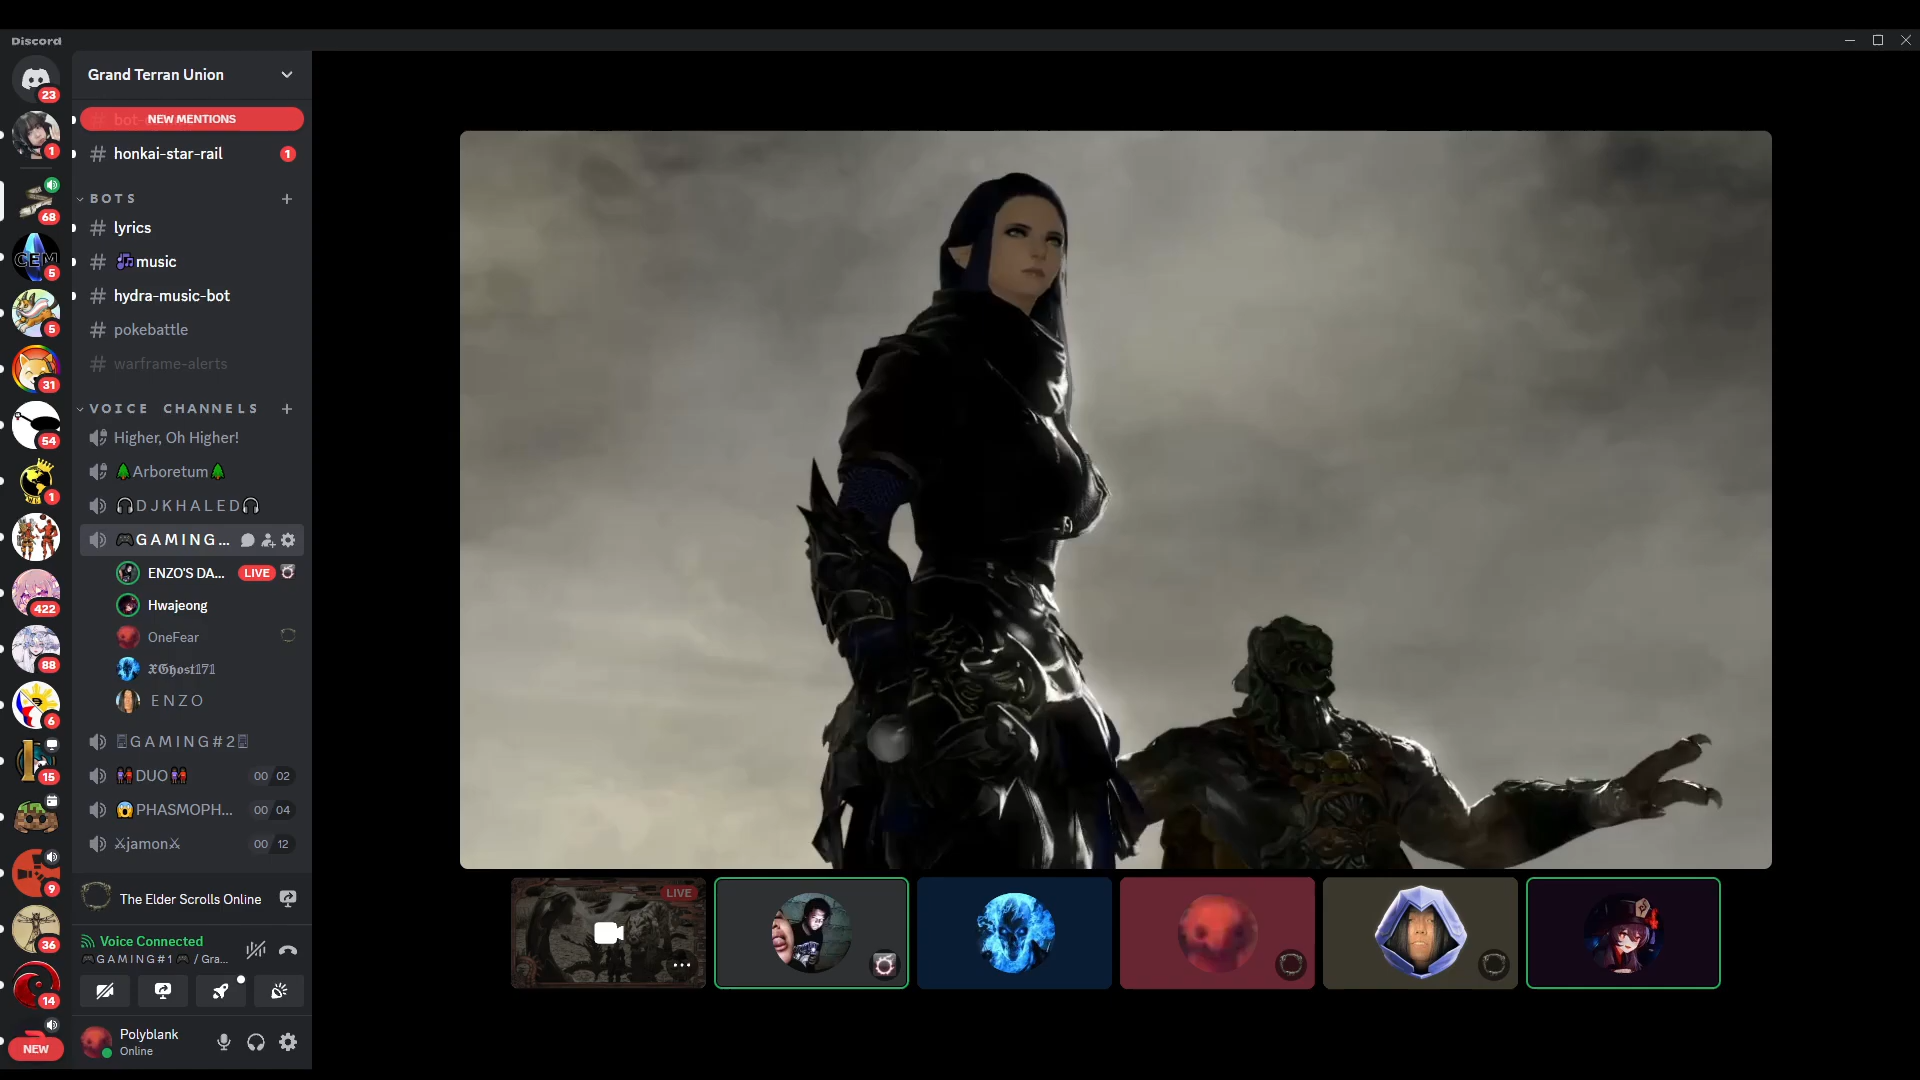 Discord
23
1
68
5
5
31
54
1
422
88
6
15
9
36
14
NEW
Grand Terran Union
NEW MENTIONS
honkai-star-rail
1
BOTS
lyrics
music
hydra-music-bot
pokebattle
warframe-alerts
VOICE CHANNELS
Higher, Oh Higher!
Arboretum
DJKHALED
GAMING...
ENZO'S DA... LIVE
Hwajeong
OneFear
𝖃𝕲𝖍𝖔𝖘𝖙𝟙𝟟𝟙
ENZO
GAMING#2
DUO 00 02
PHASMOPH... 00 04
⚔jamon⚔ 00 12
The Elder Scrolls Online
Voice Connected
GAMING#1 / Gra...
Polyblank
Online
LIVE